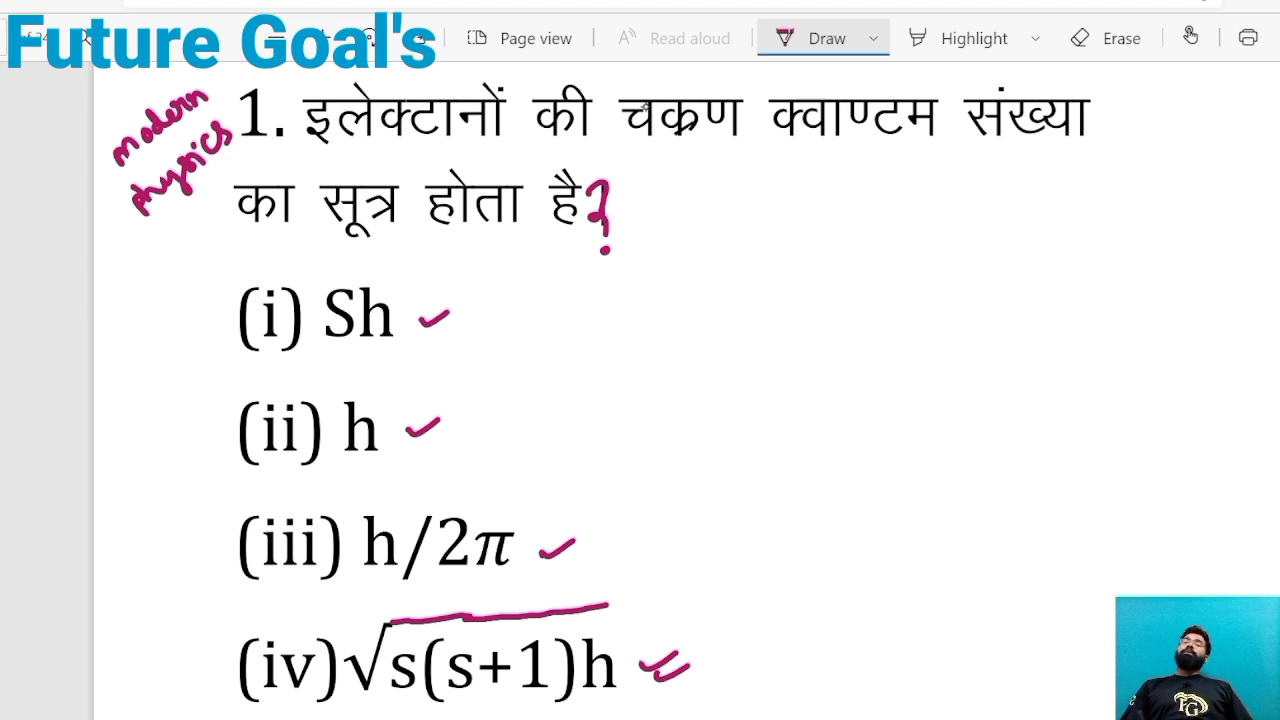 Future Goal's
Page view
Read aloud
Draw
Highlight
Erase
modern physics
1. इलेक्टानों की चक्रण क्वाण्टम संख्या
का सूत्र होता है?
(i) Sh
(ii) h
(iii) h/2π
(iv)√s(s+1)h
FG